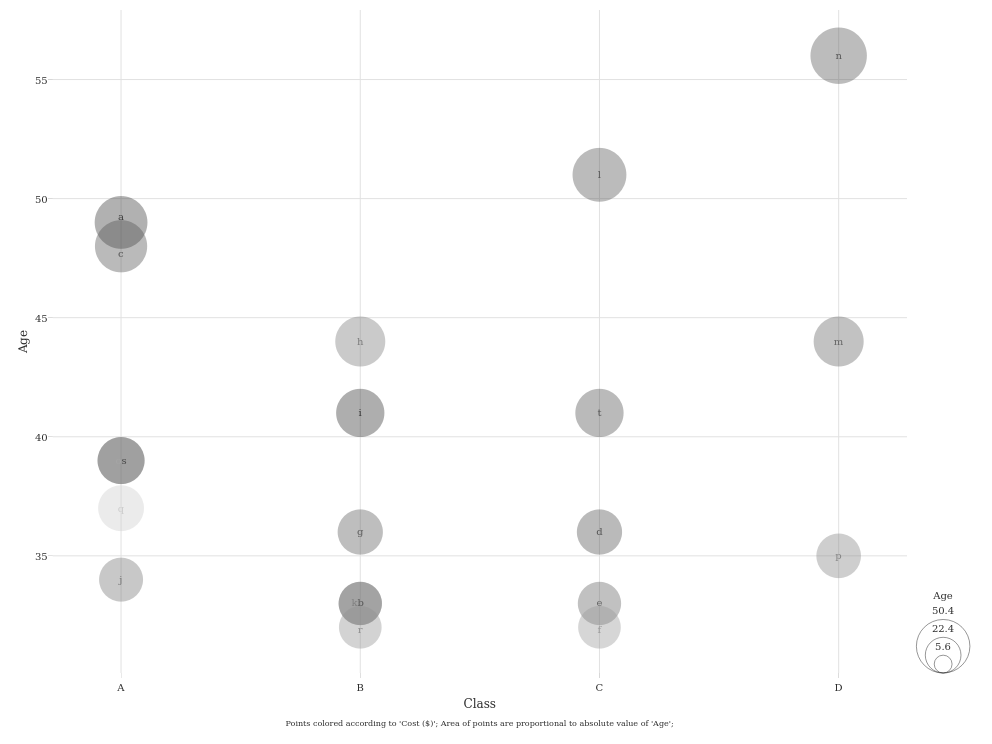 n
55
l
50
a
c
45
h
m
Age
i
t
40
s
q
g
d
35
p
j
kb
e
r
f
Age
50.4
22.4
5.6
A
B
C
D
Class
Points colored according to 'Cost ($)'; Area of points are proportional to absolute value of 'Age';